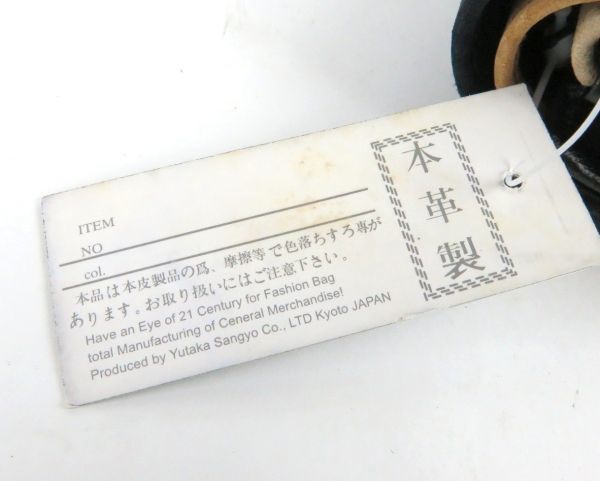 ITEM
NO
col.
本品は本皮製品の爲、摩擦等で色落ちすろ専が
あります。お取り扱いにはご注意下さい。
Have an Eye of 21 Century for Fashion Bag
total Manufacturing of Ceneral Merchandise!
Produced by Yutaka Sangyo Co., LTD Kyoto JAPAN
本革製